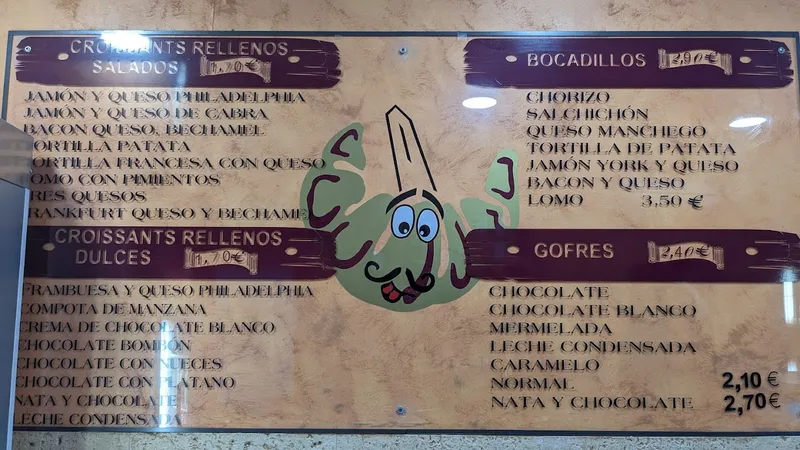 CROISSANTS RELLENOS
SALADOS 1,70€
JAMÓN Y QUESO PHILADELPHIA
JAMÓN Y QUESO DE CABRA
BACON QUESO, BECHAMEL
TORTILLA PATATA
TORTILLA FRANCESA CON QUESO
LOMO CON PIMIENTOS
TRES QUESOS
FRANKFURT QUESO Y BECHAMEL
CROISSANTS RELLENOS
DULCES 1,70€
FRAMBUESA Y QUESO PHILADELPHIA
COMPOTA DE MANZANA
CREMA DE CHOCOLATE BLANCO
CHOCOLATE BOMBÓN
CHOCOLATE CON NUECES
CHOCOLATE CON PLATANO
NATA Y CHOCOLATE
LECHE CONDENSADA
BOCADILLOS 2,90€
CHORIZO
SALCHICHÓN
QUESO MANCHEGO
TORTILLA DE PATATA
JAMÓN YORK Y QUESO
BACON Y QUESO
LOMO 3,50 €
GOFRES 2,40€
CHOCOLATE
CHOCOLATE BLANCO
MERMELADA
LECHE CONDENSADA
CARAMELO
NORMAL 2,10 €
NATA Y CHOCOLATE 2,70€